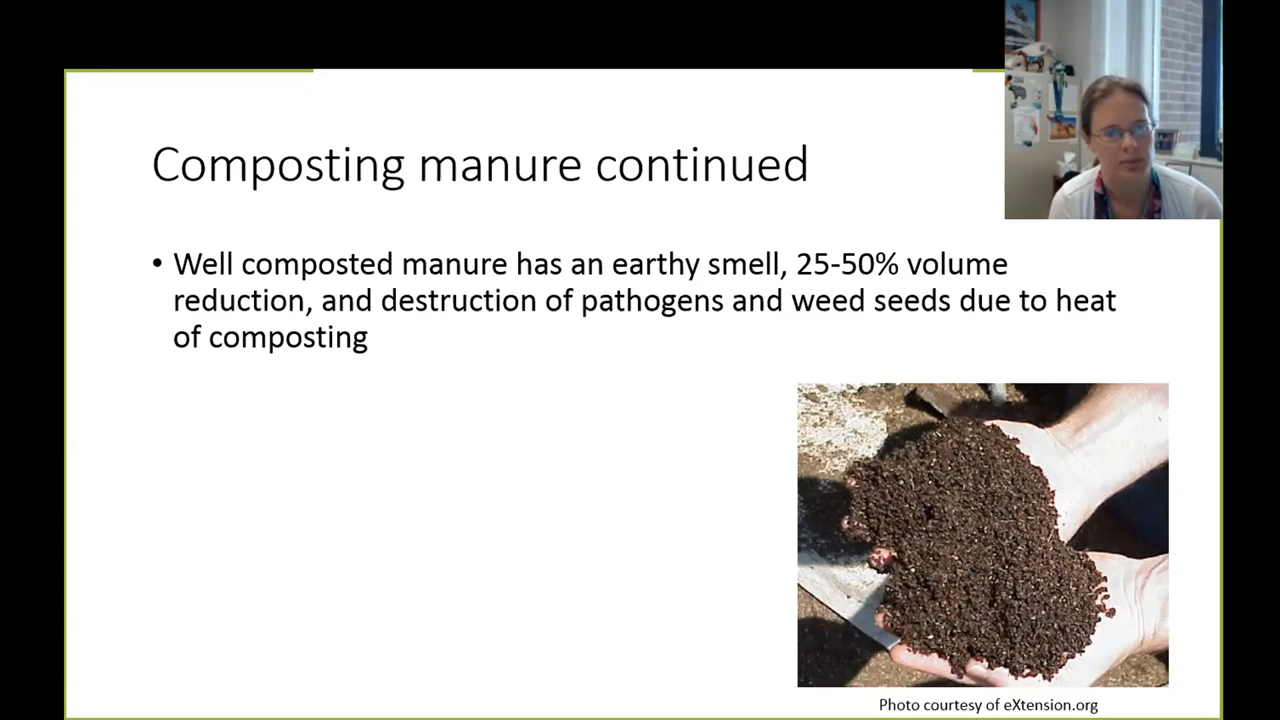 Composting manure continued
• Well composted manure has an earthy smell, 25-50% volume
reduction, and destruction of pathogens and weed seeds due to heat
of composting
Photo courtesy of eXtension.org